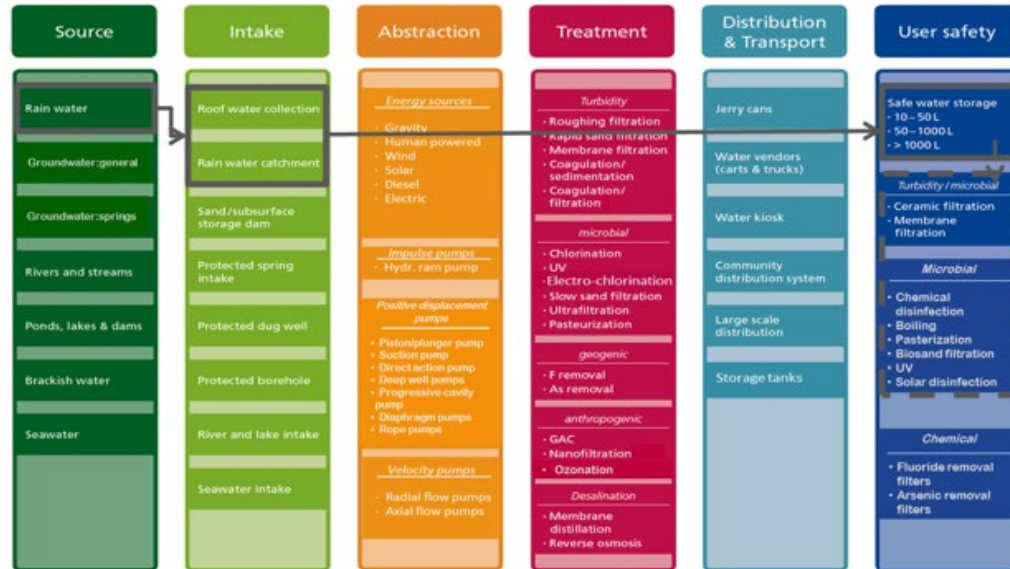 Source
Intake
Abstraction
Treatment
Distribution
& Transport
User safety
Rain water
Groundwater:general
Groundwater:springs
Rivers and streams
Ponds, lakes & dams
Brackish water
Seawater
Roof water collection
Rain water catchment
Sand/subsurface
storage dam
Protected spring
intake
Protected dug well
Protected borehole
River and lake intake
Seawater intake
Energy sources
· Gravity
· Human powered
· Wind
· Solar
· Diesel
· Electric
Impulse pumps
· Hydr. ram pump
Positive displacement
pumps
• Piston/plunger pump
• Suction pump
• Direct action pump
• Deep well pumps
• Progressive cavity
pump
• Diaphragm pumps
• Rope pumps
Velocity pumps
· Radial flow pumps
· Axial flow pumps
Turbidity
· Roughing filtration
· Rapid sand filtration
· Membrane filtration
· Coagulation/
sedimentation
· Coagulation/
filtration
microbial
· Chlorination
· UV
· Electro-chlorination
· Slow sand filtration
· Ultrafiltration
· Pasteurization
geogenic
· F removal
· As removal
anthropogenic
· GAC
· Nanofiltration
· Ozonation
Desalination
· Membrane
distillation
· Reverse osmosis
Jerry cans
Water vendors
(carts & trucks)
Water kiosk
Community
distribution system
Large scale
distribution
Storage tanks
Safe water storage
- 10 – 50 L
- 50 – 1000 L
- > 1000 L
Turbidity / microbial
• Ceramic filtration
• Membrane
filtration
Microbial
• Chemical
disinfection
• Boiling
• Pasterization
• Biosand filtration
• UV
• Solar disinfection
Chemical
• Fluoride removal
filters
• Arsenic removal
filters